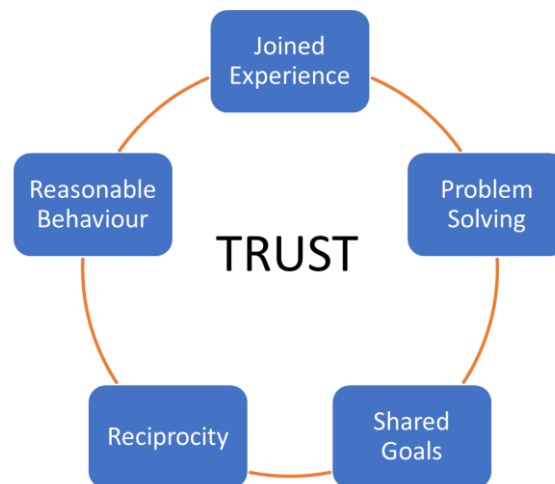 Joined
Experience
Reasonable
Behaviour
Problem
Solving
TRUST
Reciprocity
Shared
Goals